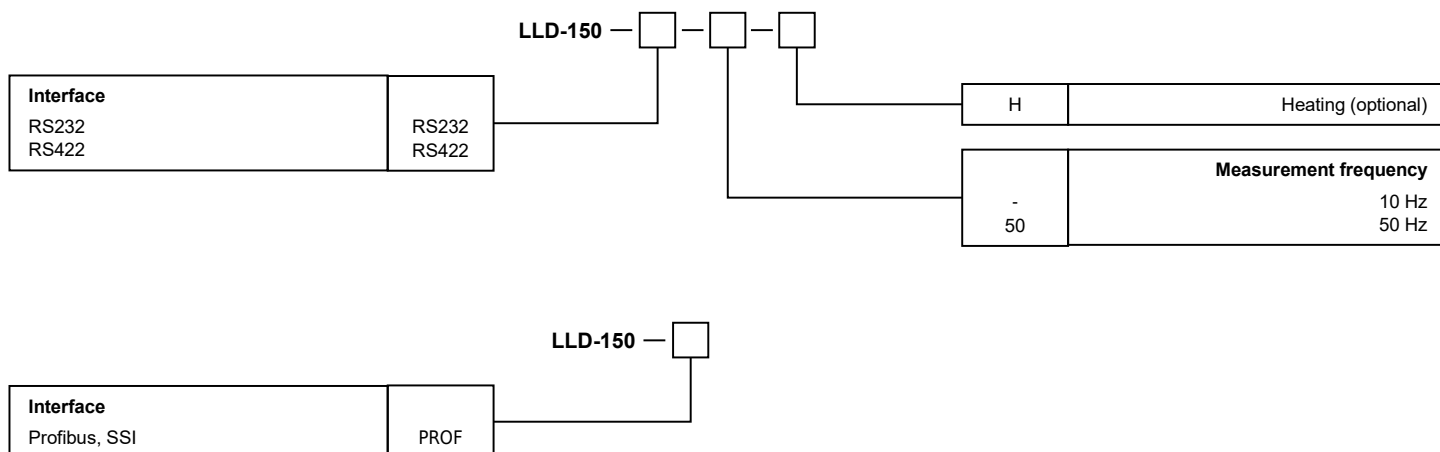 LLD-150 — □ — □ — □
Interface
RS232 RS232
RS422 RS422
H Heating (optional)
Measurement frequency
- 10 Hz
50 50 Hz
LLD-150 — □
Interface
Profibus, SSI PROF